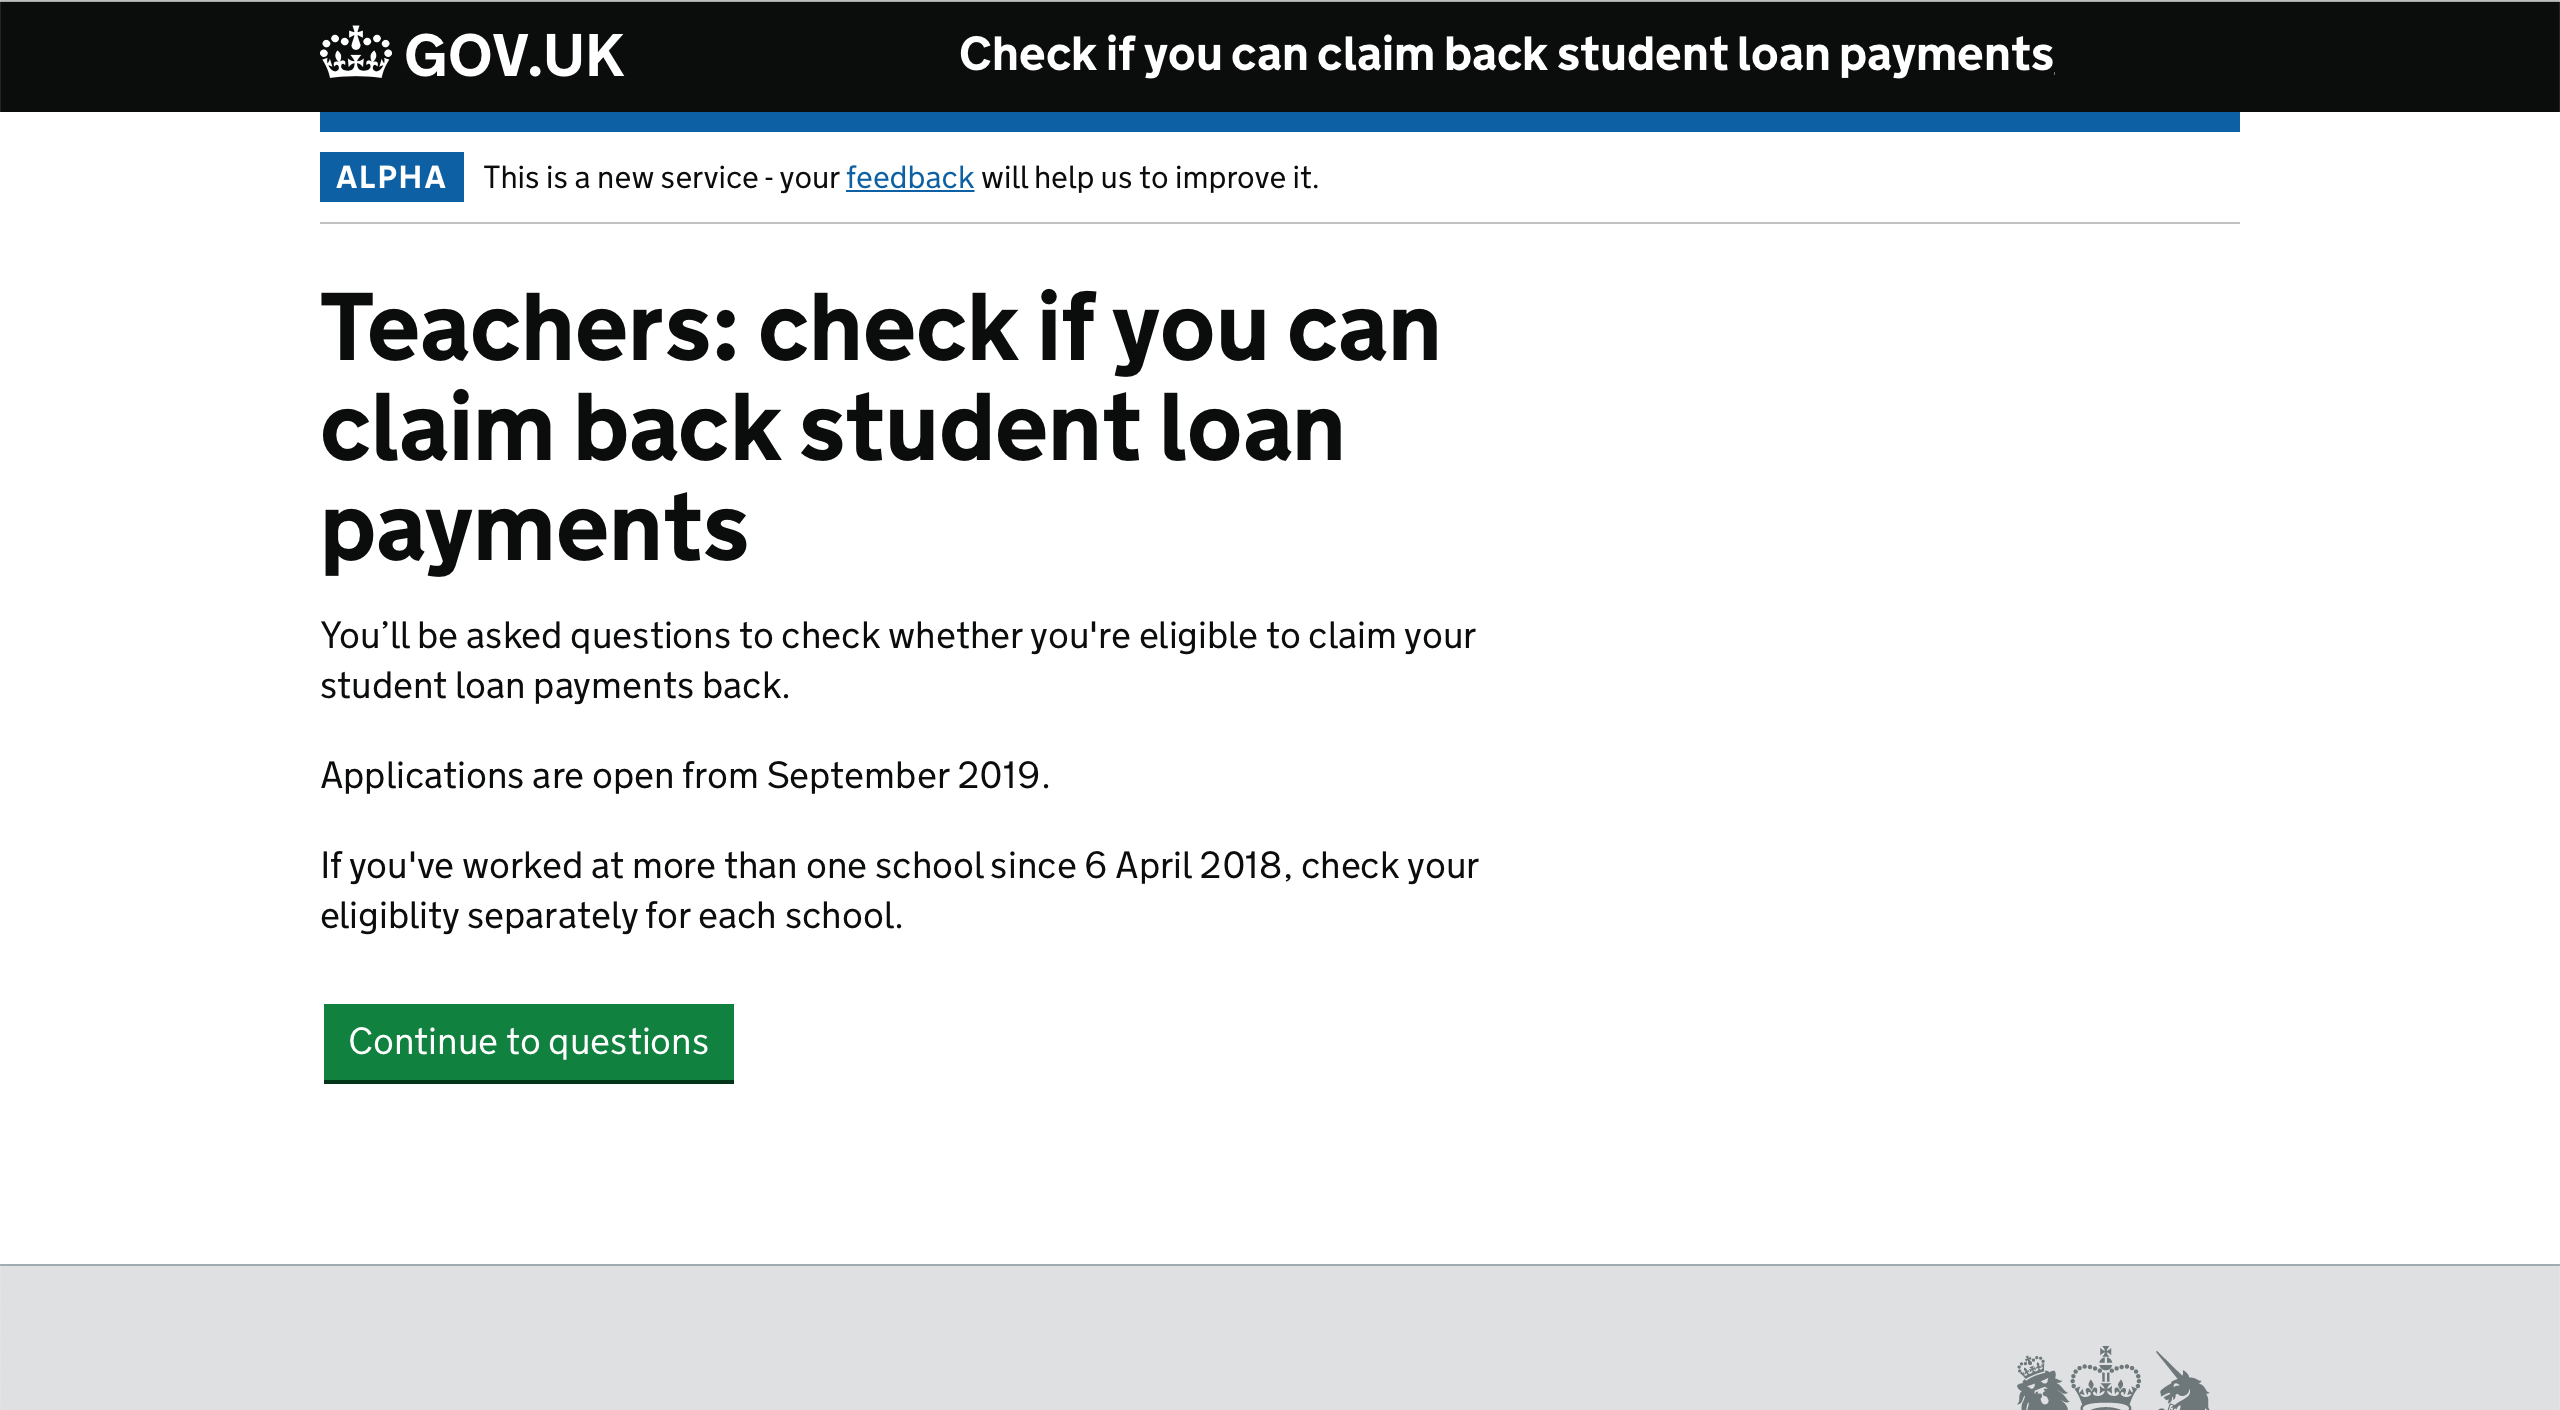 GOV.UK
Check if you can claim back student loan payments
ALPHA
This is a new service - your feedback will help us to improve it.
Teachers: check if you can
claim back student loan
payments
You’ll be asked questions to check whether you're eligible to claim your
student loan payments back.
Applications are open from September 2019.
If you've worked at more than one school since 6 April 2018, check your
eligiblity separately for each school.
Continue to questions